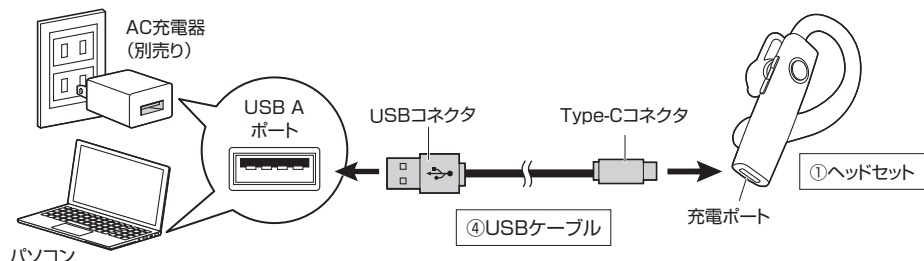 AC充電器
(別売り)
USB A
ポート
USBコネクタ
Type-Cコネクタ
①ヘッドセット
充電ポート
④USBケーブル
パソコン